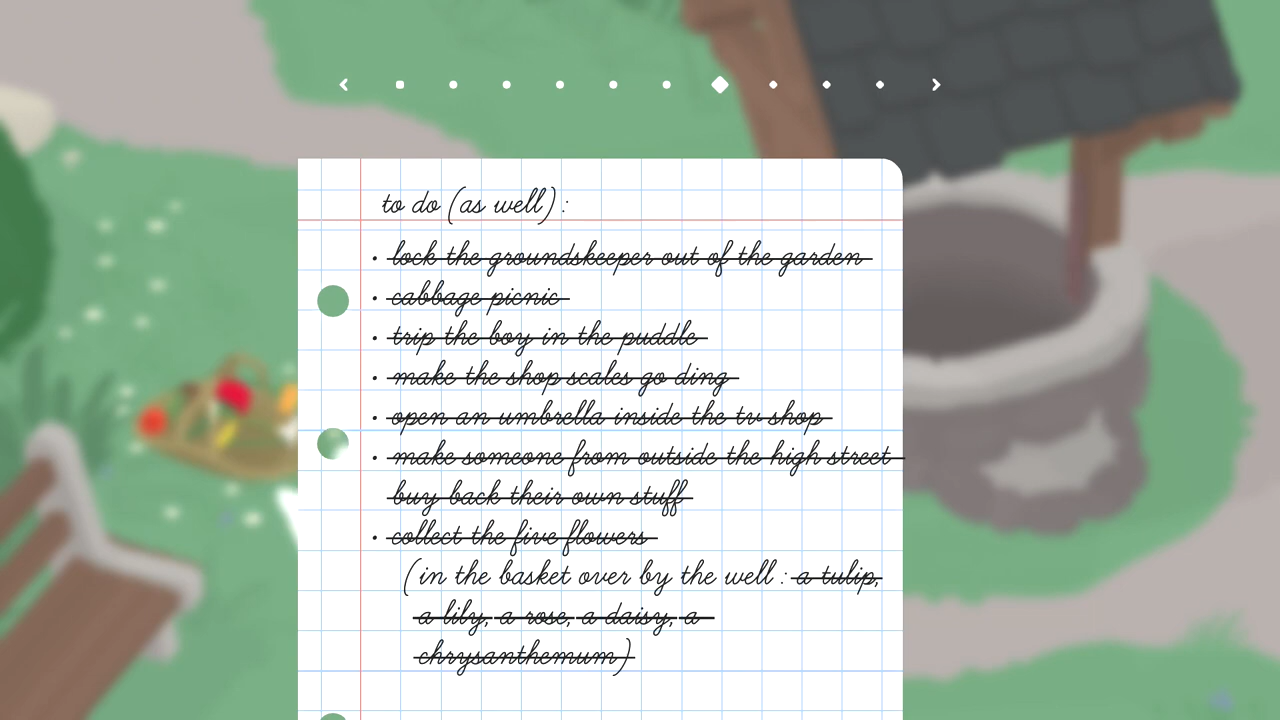 to do (as well) :
• lock the groundskeeper out of the garden
• cabbage picnic
• trip the boy in the puddle
• make the shop scales go ding
• open an umbrella inside the tv shop
• make someone from outside the high street
buy back their own stuff
• collect the five flowers
(in the basket over by the well : a tulip,
a lily, a rose, a daisy, a
chrysanthemum)